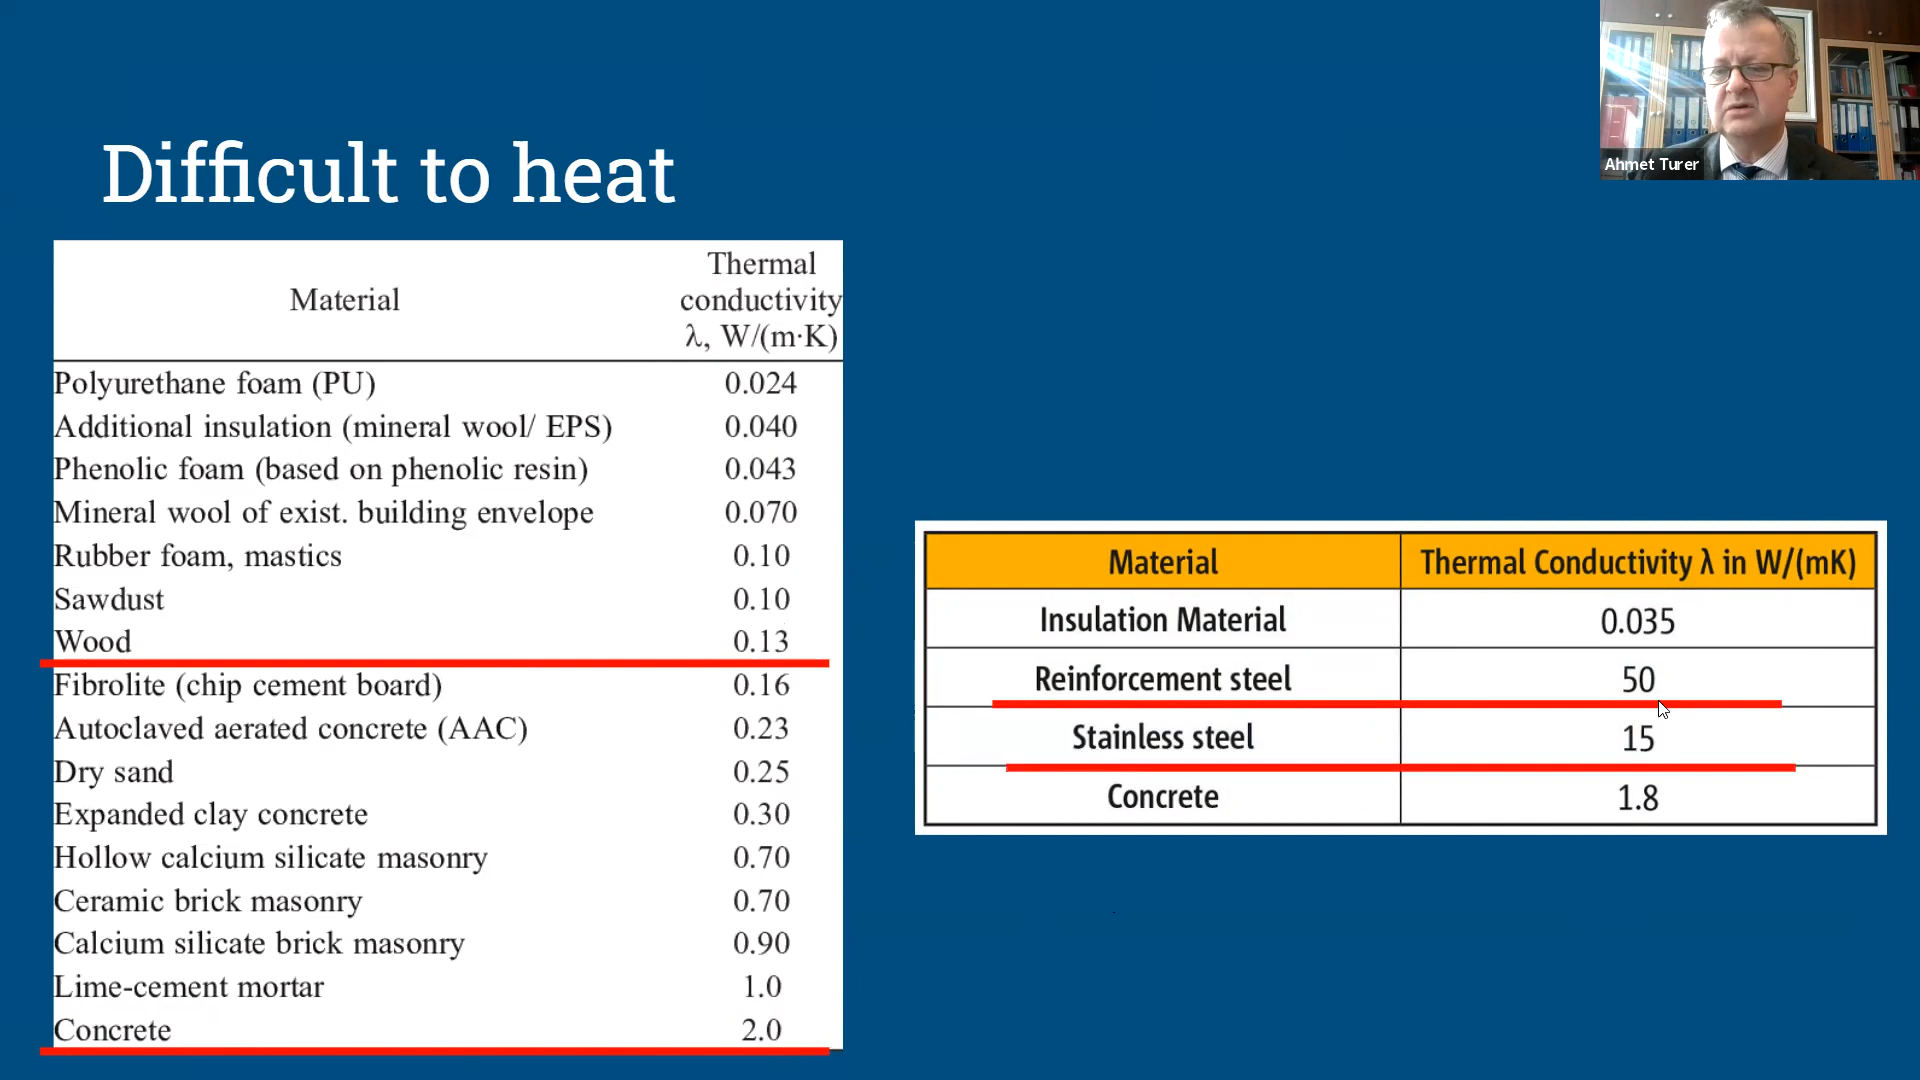 Difficult to heat
Ahmet Turer
Material Thermal conductivity λ, W/(m·K)
Polyurethane foam (PU) 0.024
Additional insulation (mineral wool/ EPS) 0.040
Phenolic foam (based on phenolic resin) 0.043
Mineral wool of exist. building envelope 0.070
Rubber foam, mastics 0.10
Sawdust 0.10
Wood 0.13
Fibrolite (chip cement board) 0.16
Autoclaved aerated concrete (AAC) 0.23
Dry sand 0.25
Expanded clay concrete 0.30
Hollow calcium silicate masonry 0.70
Ceramic brick masonry 0.70
Calcium silicate brick masonry 0.90
Lime-cement mortar 1.0
Concrete 2.0
Material Thermal Conductivity λ in W/(mK)
Insulation Material 0.035
Reinforcement steel 50
Stainless steel 15
Concrete 1.8